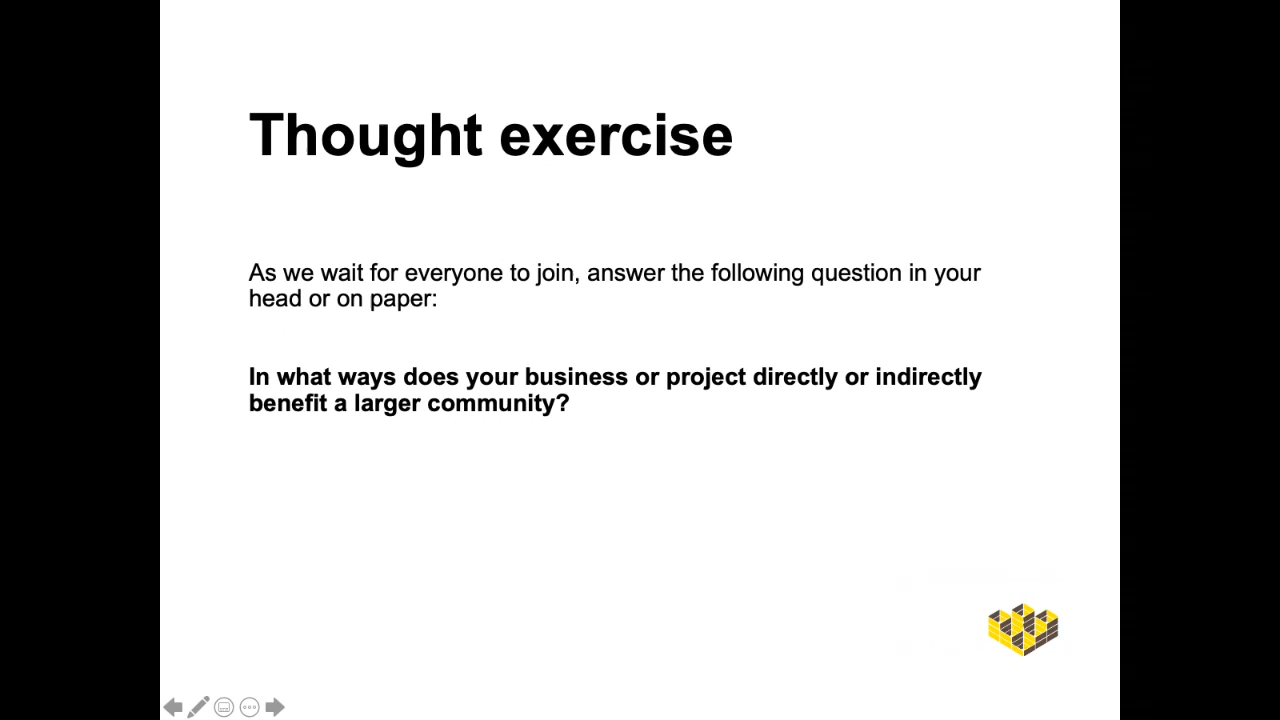 Thought exercise
As we wait for everyone to join, answer the following question in your
head or on paper:
In what ways does your business or project directly or indirectly
benefit a larger community?